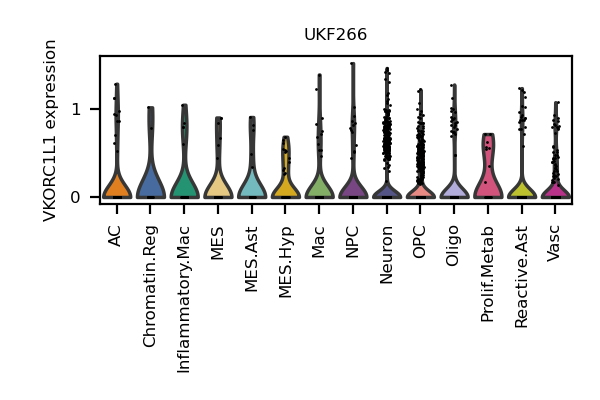 UKF266
VKORC1L1 expression
1
0
AC
Chromatin.Reg
Inflammatory.Mac
MES
MES.Ast
MES.Hyp
Mac
NPC
Neuron
OPC
Oligo
Prolif.Metab
Reactive.Ast
Vasc